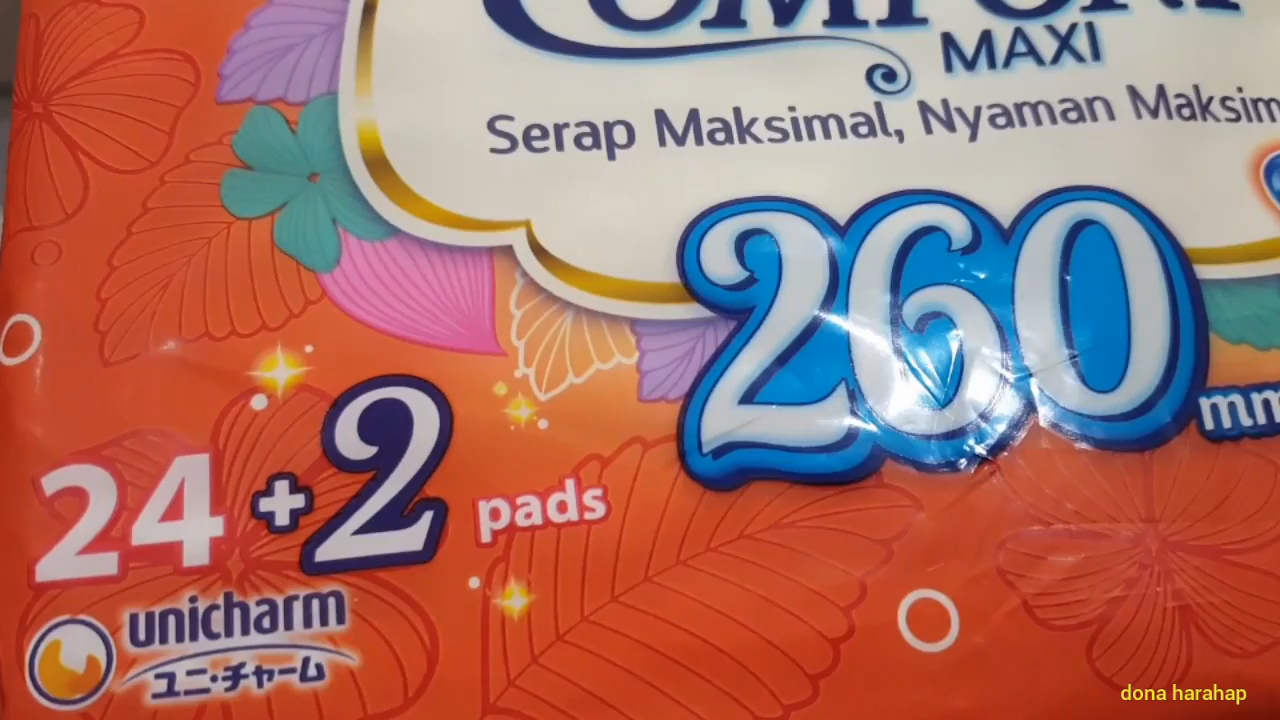 COMFORT
MAXI
Serap Maksimal, Nyaman Maksim
260 mm
24 + 2 pads
unicharm
ユニ・チャーム
dona harahap